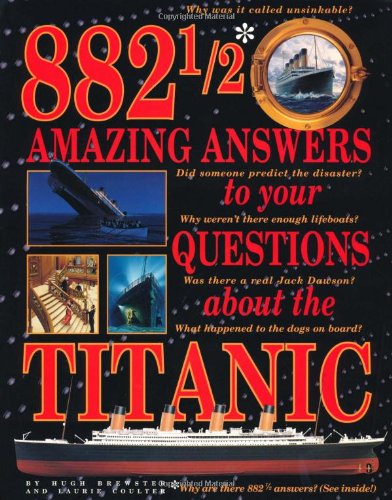 Copyrighted Material
Why was it called unsinkable?
882 1/2*
AMAZING ANSWERS
Did someone predict the disaster?
to your
Why weren't there enough lifeboats?
QUESTIONS
Was there a real Jack Dawson?
about the
What happened to the dogs on board?
TITANIC
BY HUGH BREWSTER
AND LAURIE COULTER
*Why are there 882 ½ answers? (See inside!)